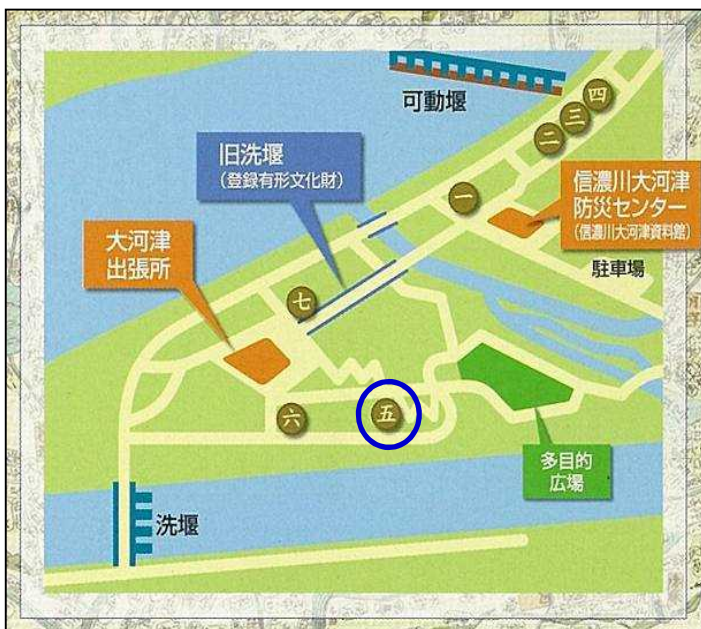 可動堰
四
三
二
旧洗堰
(登録有形文化財)
一
信濃川大河津
防災センター
(信濃川大河津資料館)
大河津
出張所
駐車場
七
五
六
多目的
広場
洗堰